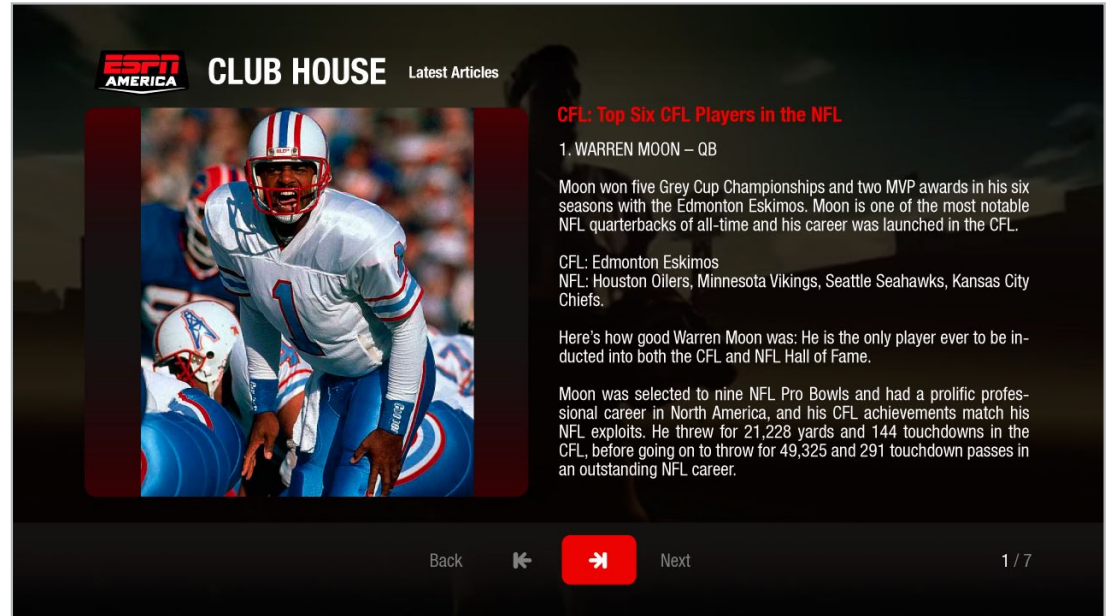 ESPN
AMERICA
CLUB HOUSE
Latest Articles
CFL: Top Six CFL Players in the NFL
1. WARREN MOON – QB
Moon won five Grey Cup Championships and two MVP awards in his six
seasons with the Edmonton Eskimos. Moon is one of the most notable
NFL quarterbacks of all-time and his career was launched in the CFL.
CFL: Edmonton Eskimos
NFL: Houston Oilers, Minnesota Vikings, Seattle Seahawks, Kansas City
Chiefs.
Here's how good Warren Moon was: He is the only player ever to be in-
ducted into both the CFL and NFL Hall of Fame.
Moon was selected to nine NFL Pro Bowls and had a prolific profes-
sional career in North America, and his CFL achievements match his
NFL exploits. He threw for 21,228 yards and 144 touchdowns in the
CFL, before going on to throw for 49,325 and 291 touchdown passes in
an outstanding NFL career.
1
1
Back
Next
1 / 7